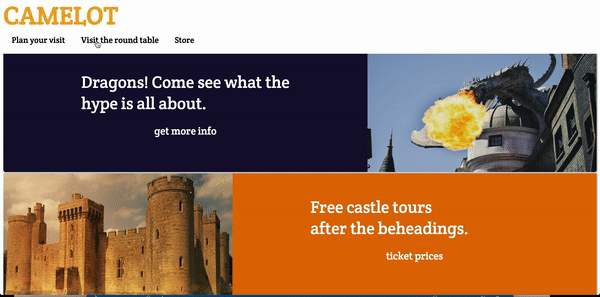 CAMELOT
Plan your visit Visit the round table Store
Dragons! Come see what the
hype is all about.
get more info
Free castle tours
after the beheadings.
ticket prices